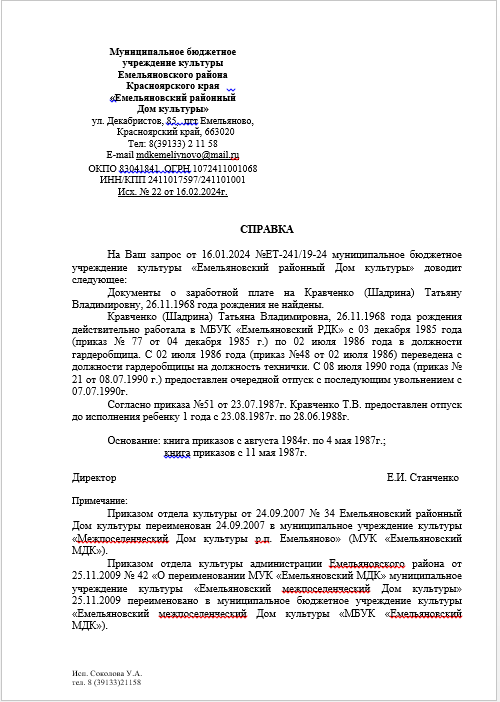 Муниципальное бюджетное
учреждение культуры
Емельяновского района
Красноярского края
«Емельяновский районный
Дом культуры»
ул. Декабристов, 85, пгт Емельяново,
Красноярский край, 663020
Тел: 8(39133) 2 11 58
E-mail mdkemeliynovo@mail.ru
ОКПО 83041841, ОГРН 1072411001068
ИНН/КПП 2411017597/241101001
Исх. № 22 от 16.02.2024г.
СПРАВКА
На Ваш запрос от 16.01.2024 №ЕТ-241/19-24 муниципальное бюджетное
учреждение культуры «Емельяновский районный Дом культуры» доводит
следующее:
Документы о заработной плате на Кравченко (Шадрина) Татьяну
Владимировну, 26.11.1968 года рождения не найдены.
Кравченко (Шадрина) Татьяна Владимировна, 26.11.1968 года рождения
действительно работала в МБУК «Емельяновский РДК» с 03 декабря 1985 года
(приказ № 77 от 04 декабря 1985 г.) по 02 июля 1986 года в должности
гардеробщица. С 02 июля 1986 года (приказ №48 от 02 июля 1986) переведена с
должности гардеробщицы на должность технички. С 08 июля 1990 года (приказ №
21 от 08.07.1990 г.) предоставлен очередной отпуск с последующим увольнением с
07.07.1990г.
Согласно приказа №51 от 23.07.1987г. Кравченко Т.В. предоставлен отпуск
до исполнения ребенку 1 года с 23.08.1987г. по 28.06.1988г.
Основание: книга приказов с августа 1984г. по 4 мая 1987г.;
книга приказов с 11 мая 1987г.
Директор Е.И. Станченко
Примечание:
Приказом отдела культуры от 24.09.2007 № 34 Емельяновский районный
Дом культуры переименован 24.09.2007 в муниципальное учреждение культуры
«Межпоселенческий Дом культуры р.п. Емельяново» (МУК «Емельяновский
МДК»).
Приказом отдела культуры администрации Емельяновского района от
25.11.2009 № 42 «О переименовании МУК «Емельяновский МДК» муниципальное
учреждение культуры «Емельяновский межпоселенческий Дом культуры»
25.11.2009 переименовано в муниципальное бюджетное учреждение культуры
«Емельяновский межпоселенческий Дом культуры «МБУК «Емельяновский
МДК»).
Исп. Соколова У.А.
тел. 8 (39133)21158